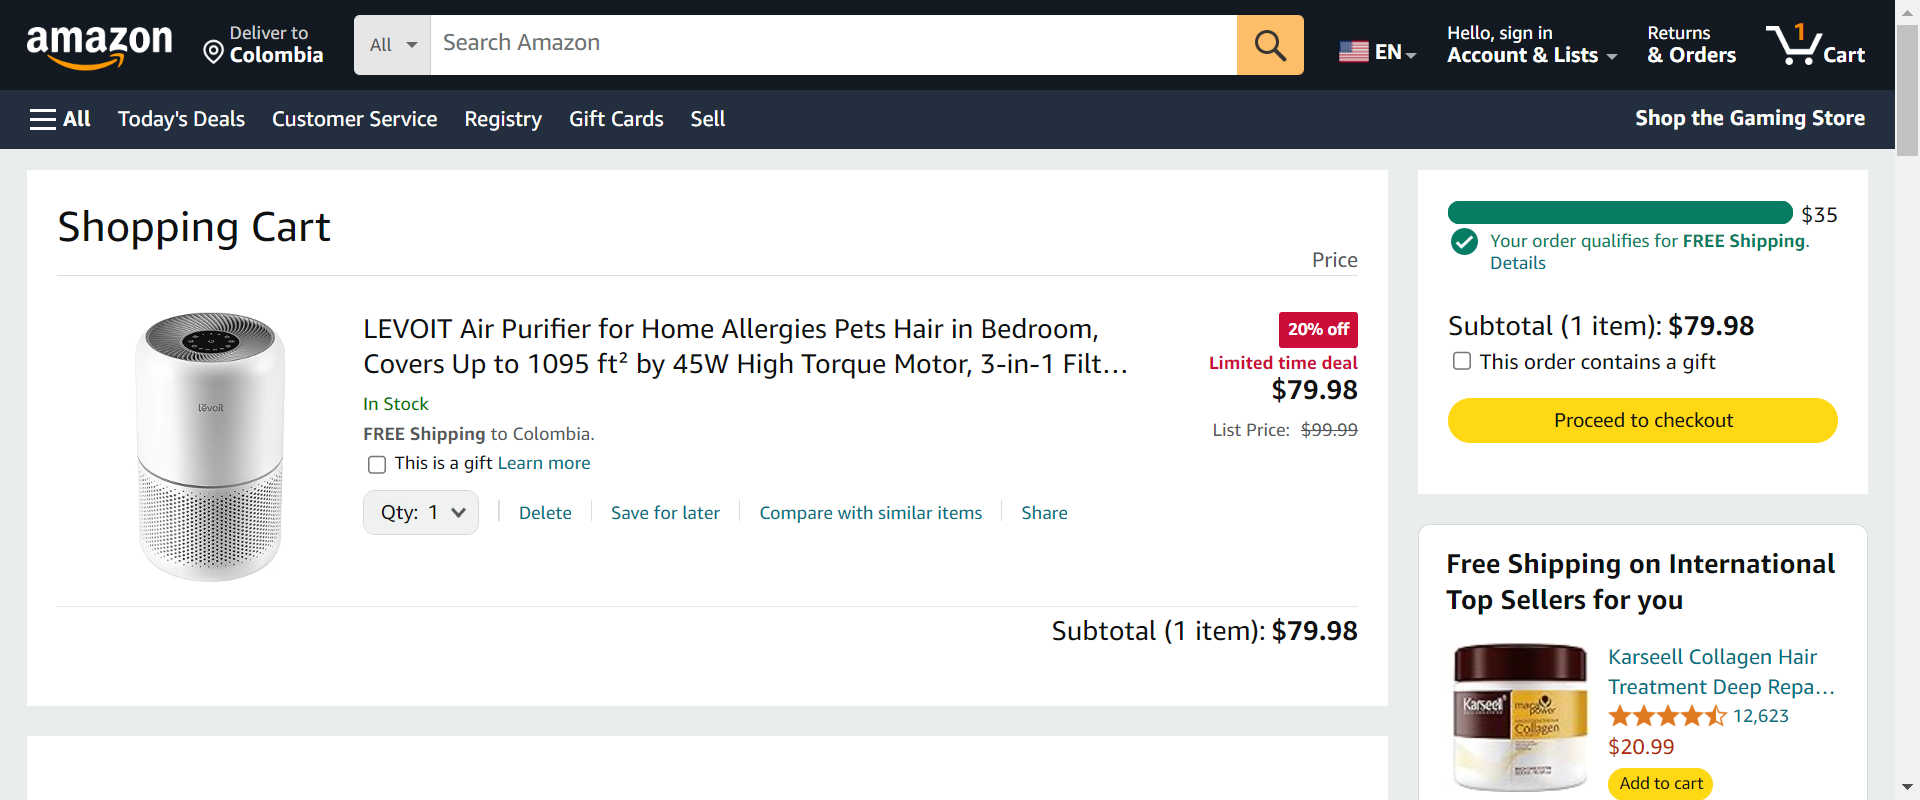 amazon
Deliver to
Colombia
All
Search Amazon
EN
Hello, sign in
Account & Lists
Returns
& Orders
1
Cart
All
Today's Deals
Customer Service
Registry
Gift Cards
Sell
Shop the Gaming Store
Shopping Cart
Price
levoit
LEVOIT Air Purifier for Home Allergies Pets Hair in Bedroom,
Covers Up to 1095 ft² by 45W High Torque Motor, 3-in-1 Filt…
In Stock
FREE Shipping to Colombia.
This is a gift Learn more
Qty: 1
Delete
Save for later
Compare with similar items
Share
20% off
Limited time deal
$79.98
List Price: $99.99
Subtotal (1 item): $79.98
$35
Your order qualifies for FREE Shipping.
Details
Subtotal (1 item): $79.98
This order contains a gift
Proceed to checkout
Free Shipping on International
Top Sellers for you
Karseell
maca
power
Collagen
Karseell Collagen Hair
Treatment Deep Repa…
12,623
$20.99
Add to cart